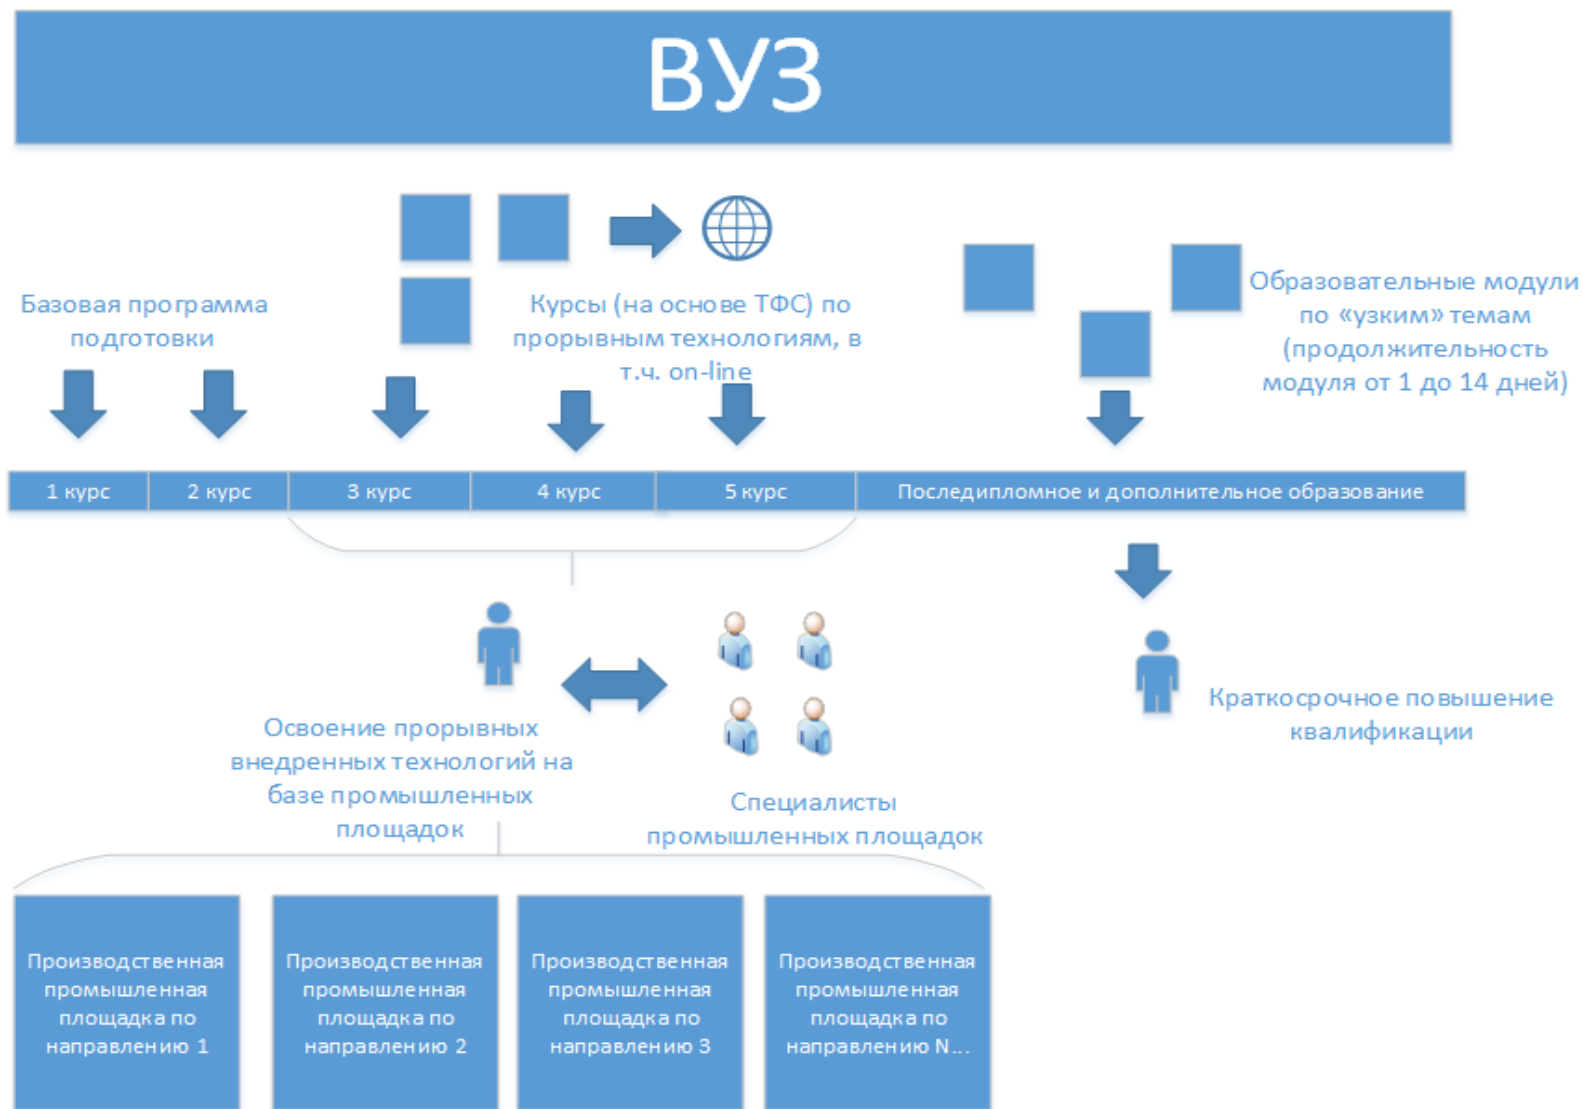 ВУЗ
Базовая программа
подготовки
Курсы (на основе ТФС) по
прорывным технологиям, в
т.ч. on-line
Образовательные модули
по «узким» темам
(продолжительность
модуля от 1 до 14 дней)
1 курс
2 курс
3 курс
4 курс
5 курс
Последипломное и дополнительное образование
Освоение прорывных
внедренных технологий на
базе промышленных
площадок
Специалисты
промышленных площадок
Краткосрочное повышение
квалификации
Производственная
промышленная
площадка по
направлению 1
Производственная
промышленная
площадка по
направлению 2
Производственная
промышленная
площадка по
направлению 3
Производственная
промышленная
площадка по
направлению N...